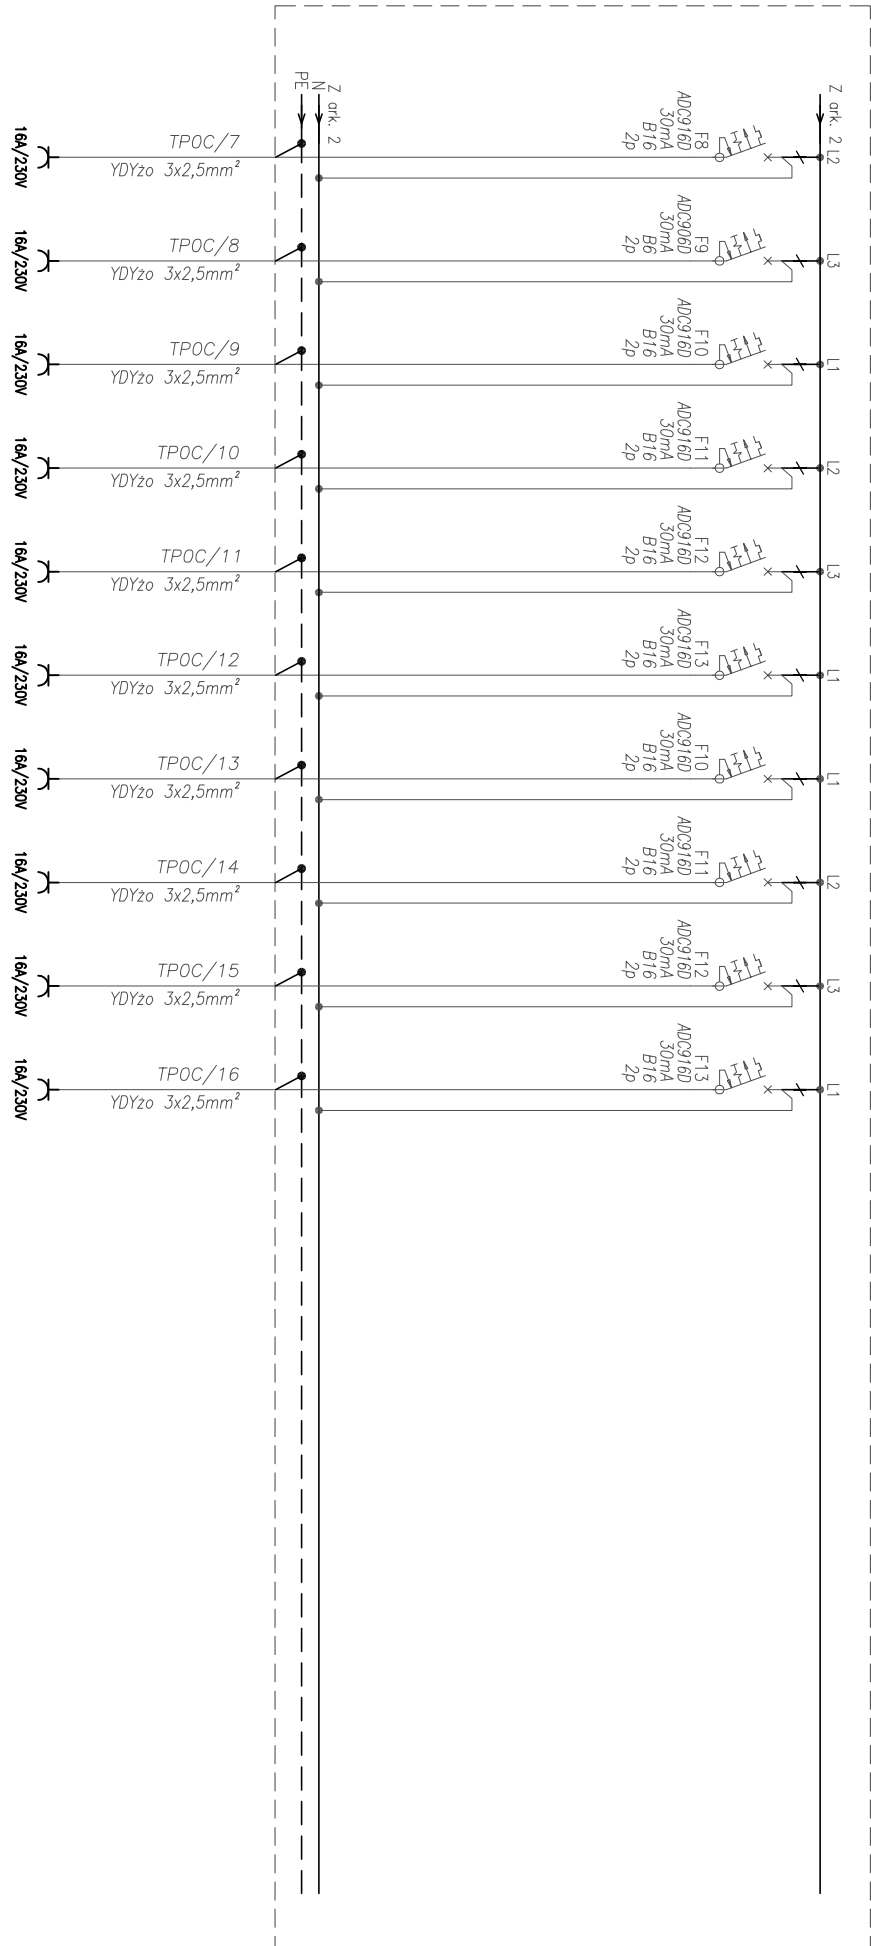 Z ark. 2
L2
F8
ADC916D
30mA
B16
2p
Z ark. 2
N
PE
TPOC/7
YDYżo 3x2,5mm²
16A/230V
L3
F9
ADC906D
30mA
B6
2p
TPOC/8
YDYżo 3x2,5mm²
16A/230V
L1
F10
ADC916D
30mA
B16
2p
TPOC/9
YDYżo 3x2,5mm²
16A/230V
L2
F11
ADC916D
30mA
B16
2p
TPOC/10
YDYżo 3x2,5mm²
16A/230V
L3
F12
ADC916D
30mA
B16
2p
TPOC/11
YDYżo 3x2,5mm²
16A/230V
L1
F13
ADC916D
30mA
B16
2p
TPOC/12
YDYżo 3x2,5mm²
16A/230V
L1
F10
ADC916D
30mA
B16
2p
TPOC/13
YDYżo 3x2,5mm²
16A/230V
L2
F11
ADC916D
30mA
B16
2p
TPOC/14
YDYżo 3x2,5mm²
16A/230V
L3
F12
ADC916D
30mA
B16
2p
TPOC/15
YDYżo 3x2,5mm²
16A/230V
L1
F13
ADC916D
30mA
B16
2p
TPOC/16
YDYżo 3x2,5mm²
16A/230V